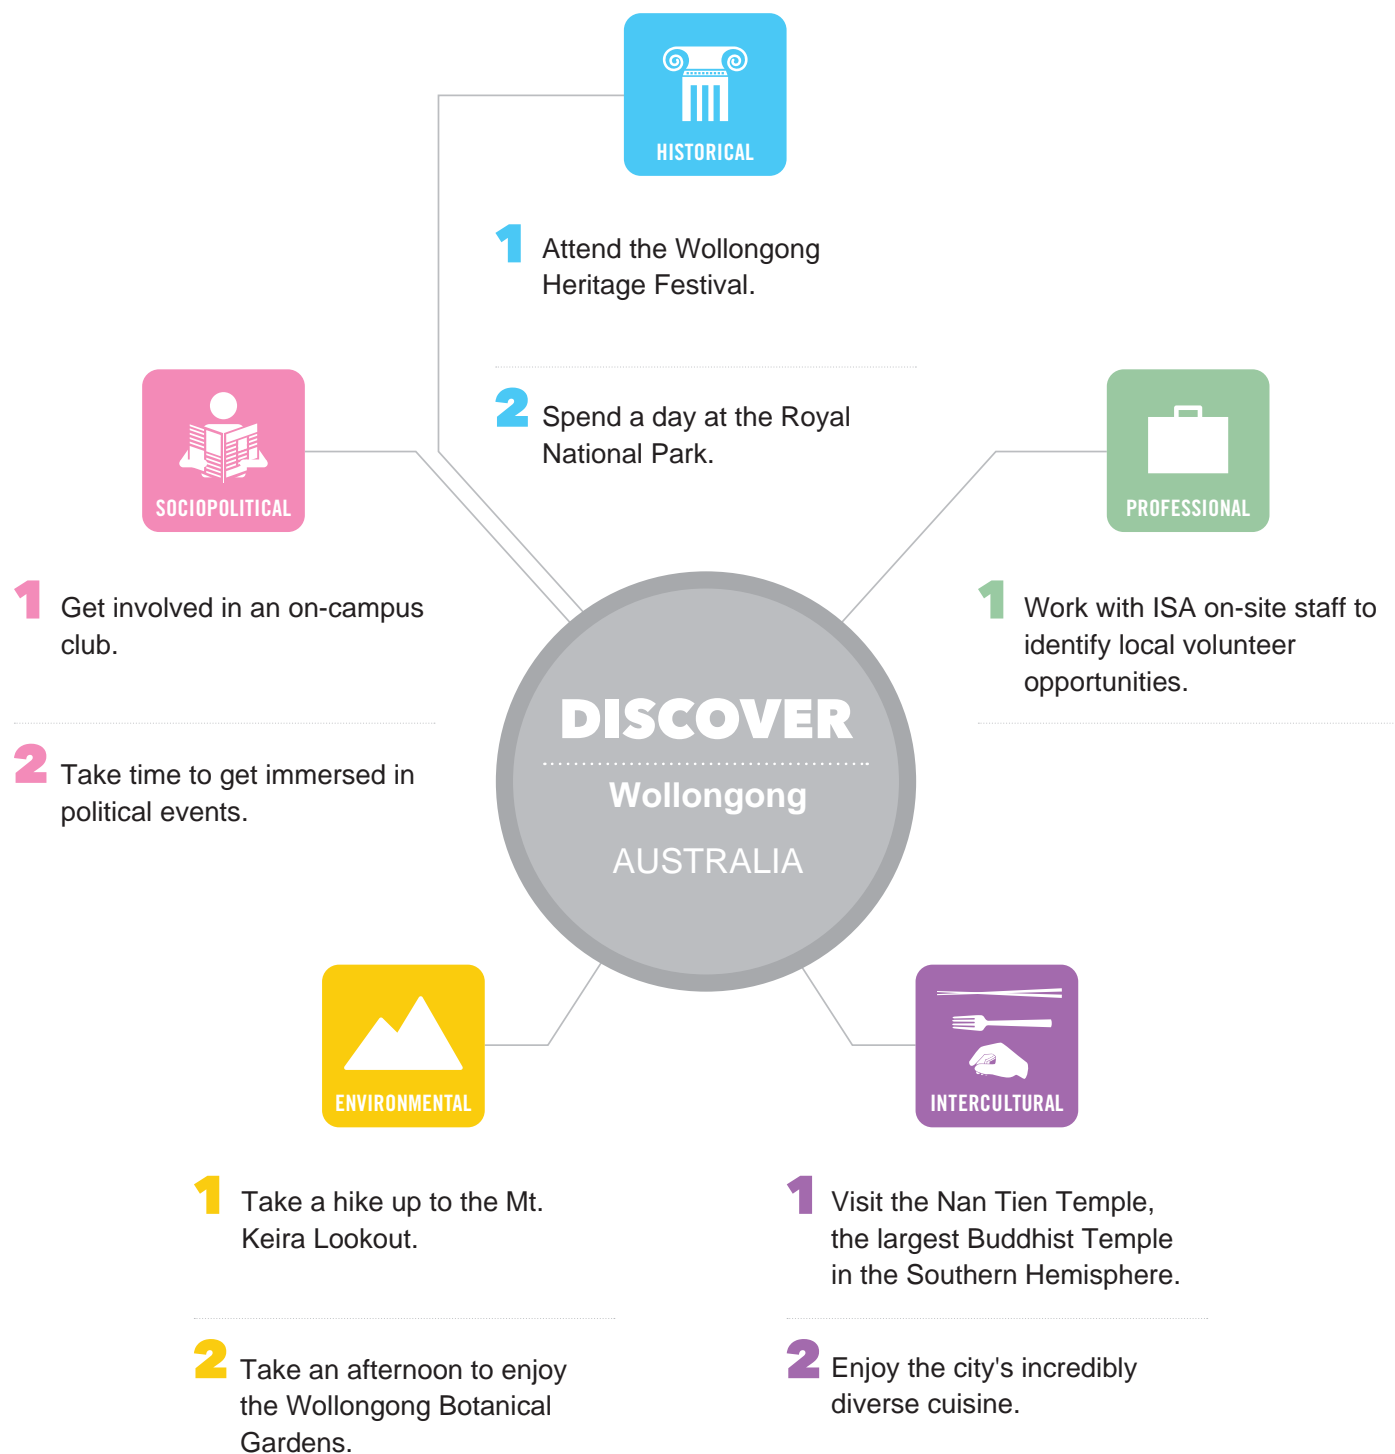 HISTORICAL
1 Attend the Wollongong
Heritage Festival.
2 Spend a day at the Royal
National Park.
SOCIOPOLITICAL
1 Get involved in an on-campus
club.
2 Take time to get immersed in
political events.
PROFESSIONAL
1 Work with ISA on-site staff to
identify local volunteer
opportunities.
DISCOVER
Wollongong
AUSTRALIA
ENVIRONMENTAL
1 Take a hike up to the Mt.
Keira Lookout.
2 Take an afternoon to enjoy
the Wollongong Botanical
Gardens.
INTERCULTURAL
1 Visit the Nan Tien Temple,
the largest Buddhist Temple
in the Southern Hemisphere.
2 Enjoy the city's incredibly
diverse cuisine.